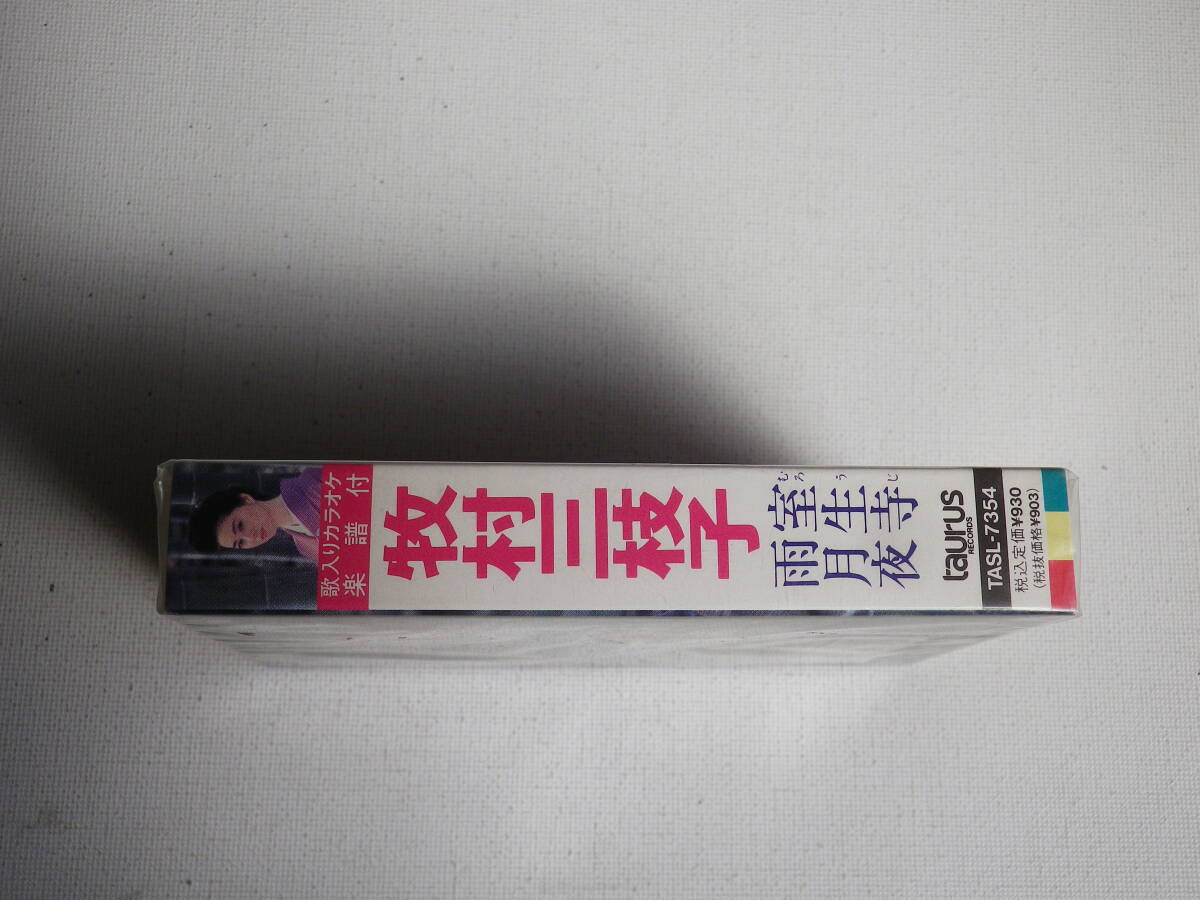 歌入りカラオケ
楽譜付
牧村三枝子
室生寺
むろうじ
雨月夜
taurus
RECORDS
TASL-7354
税込定価¥930
(税抜価格¥903)